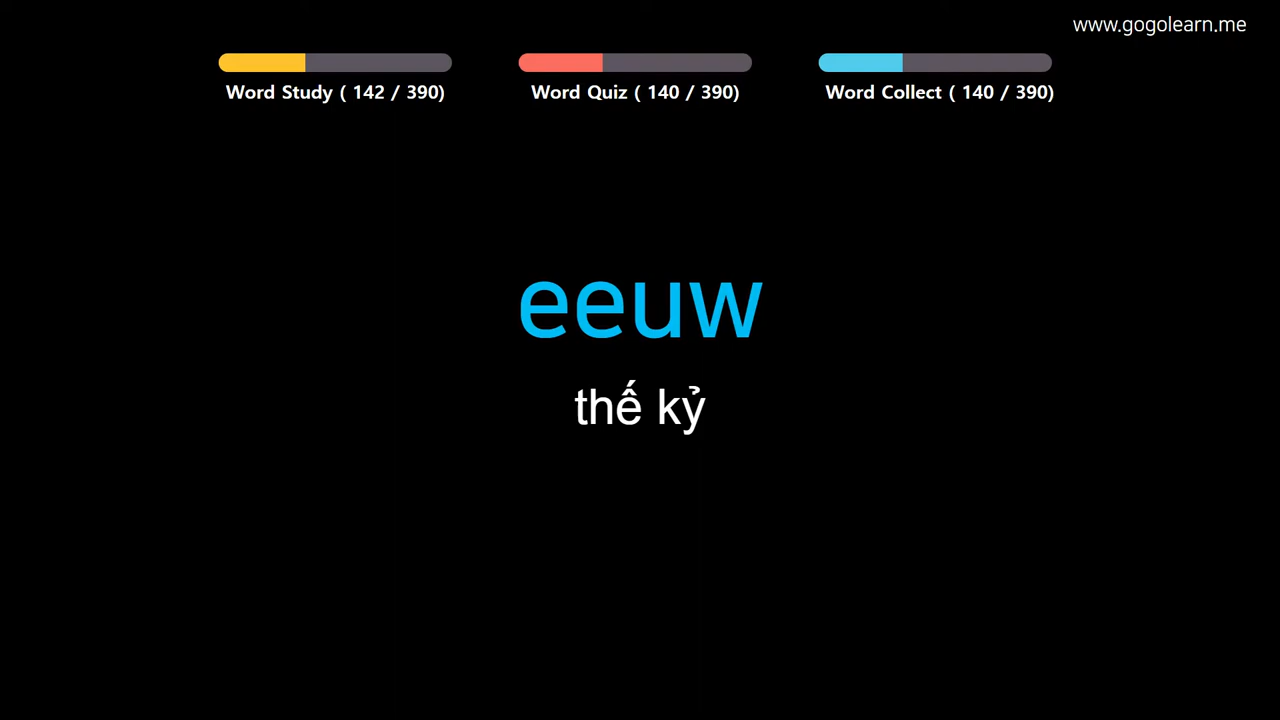 www.gogolearn.me
Word Study ( 142 / 390)
Word Quiz ( 140 / 390)
Word Collect ( 140 / 390)
eeuw
thế kỷ